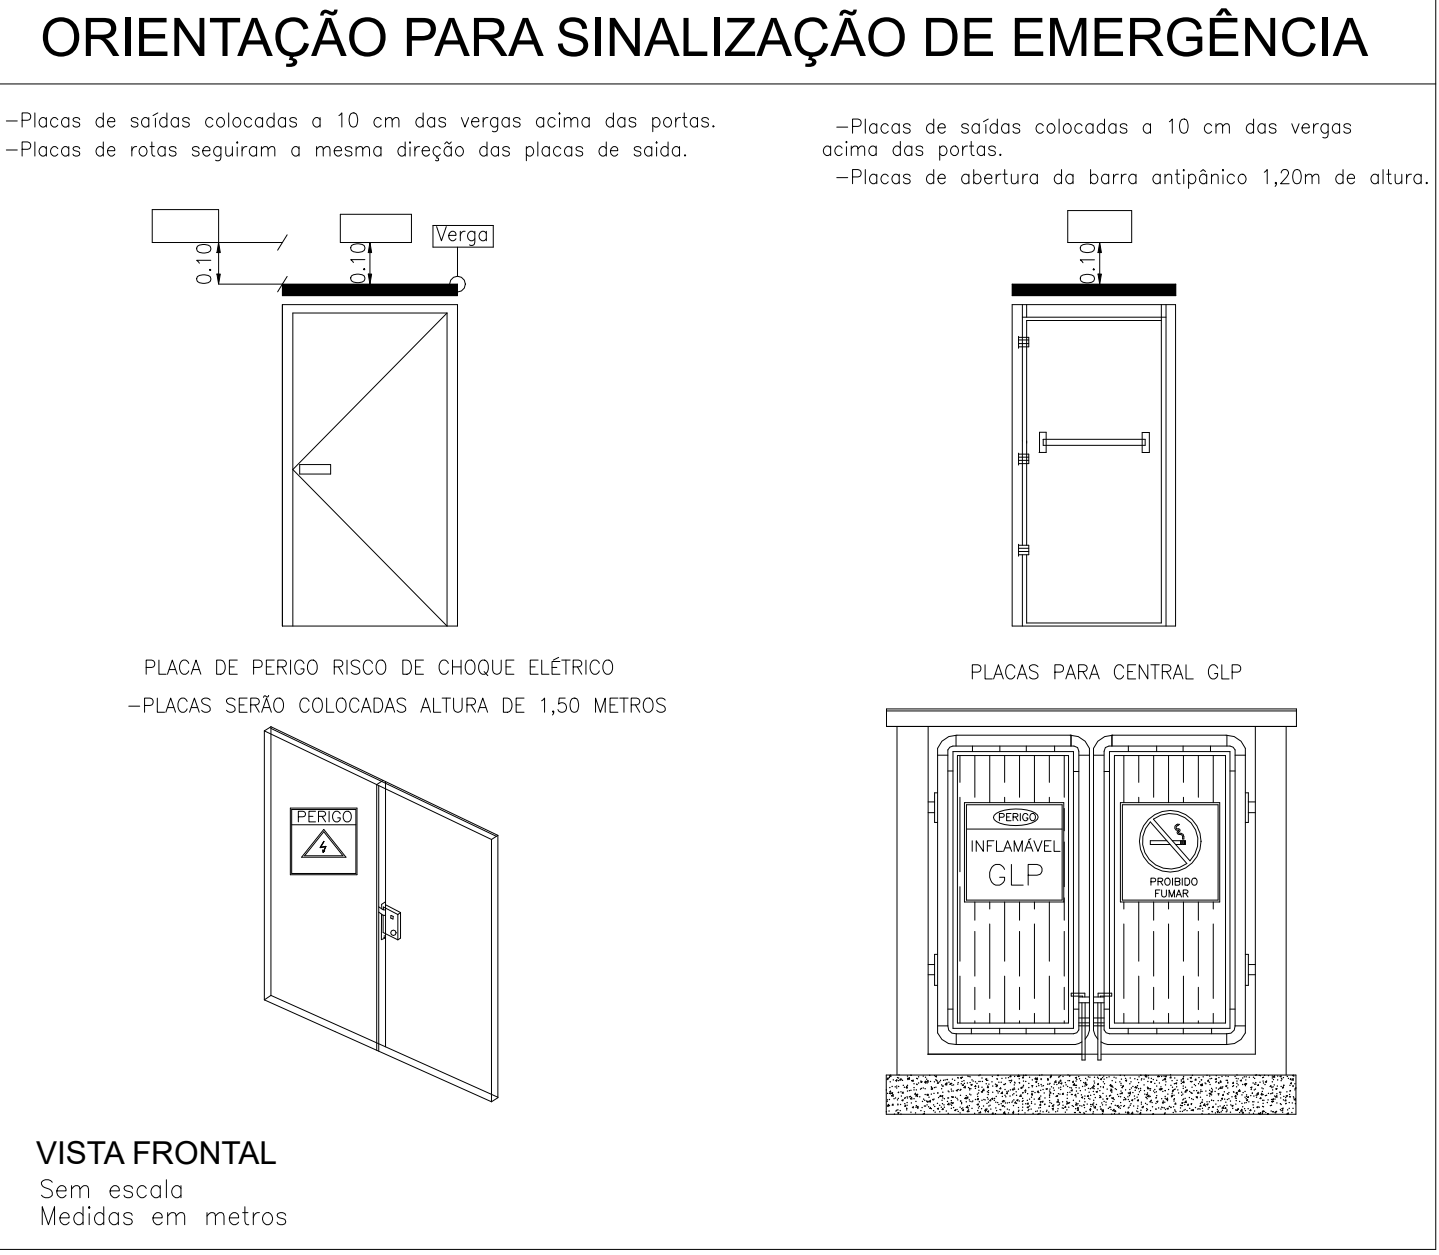 ORIENTAÇÃO PARA SINALIZAÇÃO DE EMERGÊNCIA
-Placas de saídas colocadas a 10 cm das vergas acima das portas.
-Placas de rotas seguiram a mesma direção das placas de saida.
-Placas de saídas colocadas a 10 cm das vergas
acima das portas.
-Placas de abertura da barra antipânico 1,20m de altura.
0.10
0.10
Verga
0.10
PLACA DE PERIGO RISCO DE CHOQUE ELÉTRICO
-PLACAS SERÃO COLOCADAS ALTURA DE 1,50 METROS
PERIGO
PLACAS PARA CENTRAL GLP
PERIGO
INFLAMÁVEL
GLP
PROIBIDO
FUMAR
VISTA FRONTAL
Sem escala
Medidas em metros